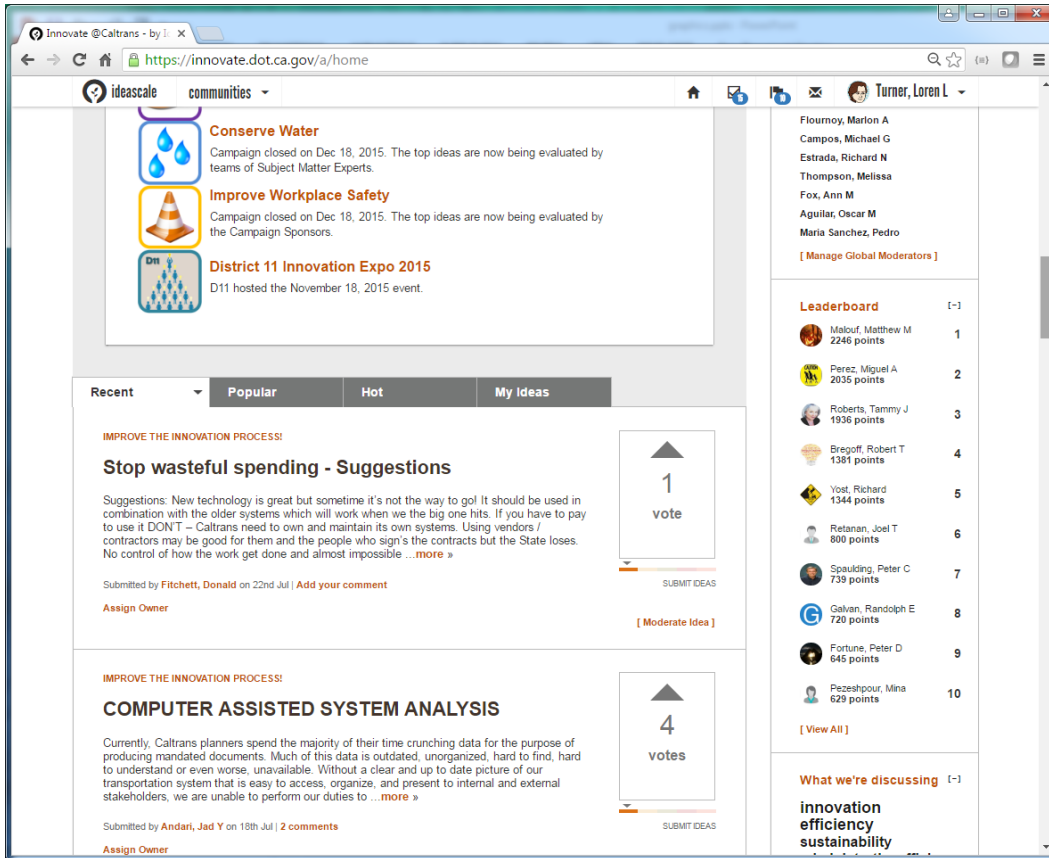 Innovate @Caltrans - by Id
https://innovate.dot.ca.gov/a/home
ideascale
communities
5
Turner, Loren L
Conserve Water
Campaign closed on Dec 18, 2015. The top ideas are now being evaluated by
teams of Subject Matter Experts.
Improve Workplace Safety
Campaign closed on Dec 18, 2015. The top ideas are now being evaluated by
the Campaign Sponsors.
D11
District 11 Innovation Expo 2015
D11 hosted the November 18, 2015 event.
Recent
Popular
Hot
My Ideas
IMPROVE THE INNOVATION PROCESS!
Stop wasteful spending - Suggestions
Suggestions: New technology is great but sometime it's not the way to go! It should be used in
combination with the older systems which will work when we the big one hits. If you have to pay
to use it DON'T – Caltrans need to own and maintain its own systems. Using vendors /
contractors may be good for them and the people who sign's the contracts but the State loses.
No control of how the work get done and almost impossible ...more »
Submitted by Fitchett, Donald on 22nd Jul | Add your comment
Assign Owner
1
vote
SUBMIT IDEAS
[ Moderate Idea ]
IMPROVE THE INNOVATION PROCESS!
COMPUTER ASSISTED SYSTEM ANALYSIS
Currently, Caltrans planners spend the majority of their time crunching data for the purpose of
producing mandated documents. Much of this data is outdated, unorganized, hard to find, hard
to understand or even worse, unavailable. Without a clear and up to date picture of our
transportation system that is easy to access, organize, and present to internal and external
stakeholders, we are unable to perform our duties to ...more »
Submitted by Andari, Jad Y on 18th Jul | 2 comments
Assign Owner
4
votes
SUBMIT IDEAS
Flournoy, Marlon A
Campos, Michael G
Estrada, Richard N
Thompson, Melissa
Fox, Ann M
Aguilar, Oscar M
Maria Sanchez, Pedro
[ Manage Global Moderators ]
Leaderboard [-]
Malouf, Matthew M
2246 points 1
Perez, Miguel A
2035 points 2
Roberts, Tammy J
1936 points 3
Bregoff, Robert T
1381 points 4
Yost, Richard
1344 points 5
Retanan, Joel T
800 points 6
Spaulding, Peter C
739 points 7
G
Galvan, Randolph E
720 points 8
Fortune, Peter D
645 points 9
Pezeshpour, Mina
629 points 10
[ View All ]
What we're discussing [-]
innovation
efficiency
sustainability